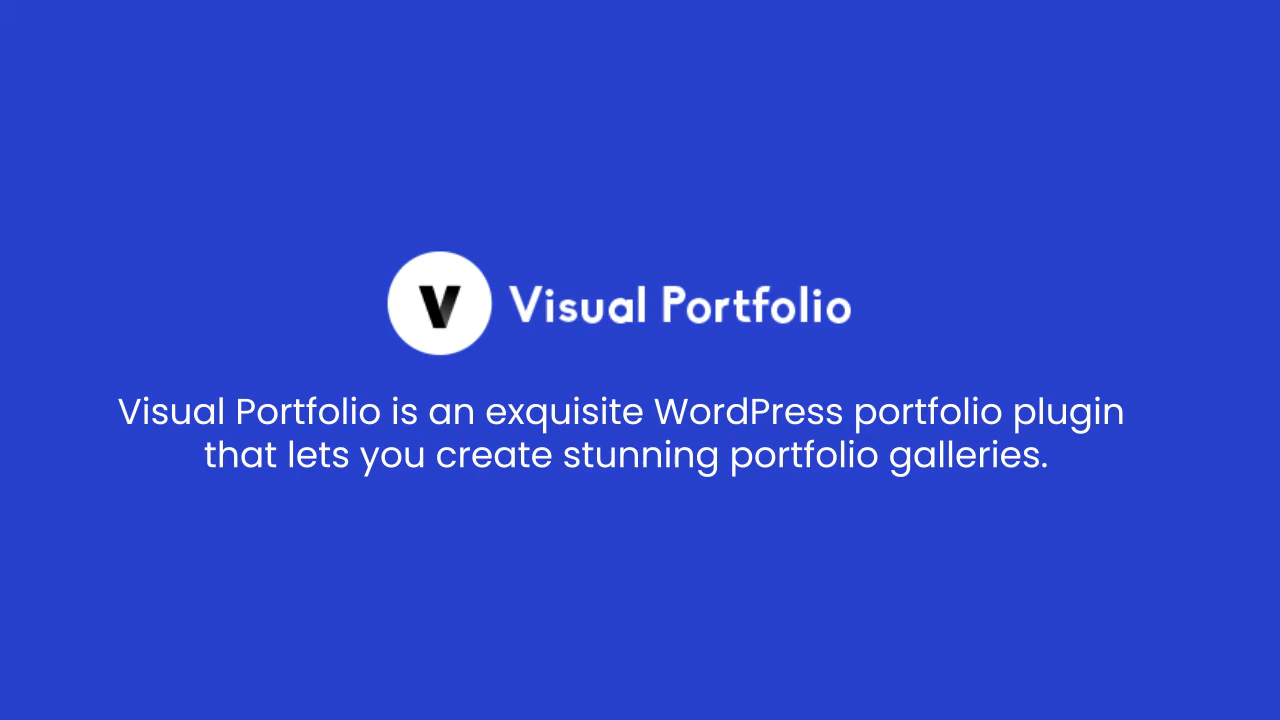 V Visual Portfolio
Visual Portfolio is an exquisite WordPress portfolio plugin
that lets you create stunning portfolio galleries.